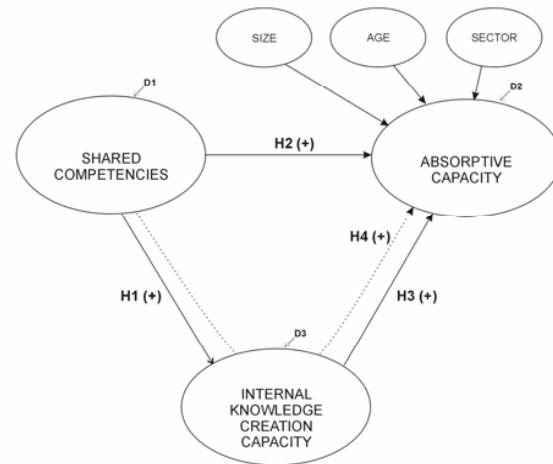 SIZE
AGE
SECTOR
D1
D2
SHARED
COMPETENCIES
H2 (+)
ABSORPTIVE
CAPACITY
H4 (+)
H1 (+)
H3 (+)
D3
INTERNAL
KNOWLEDGE
CREATION
CAPACITY